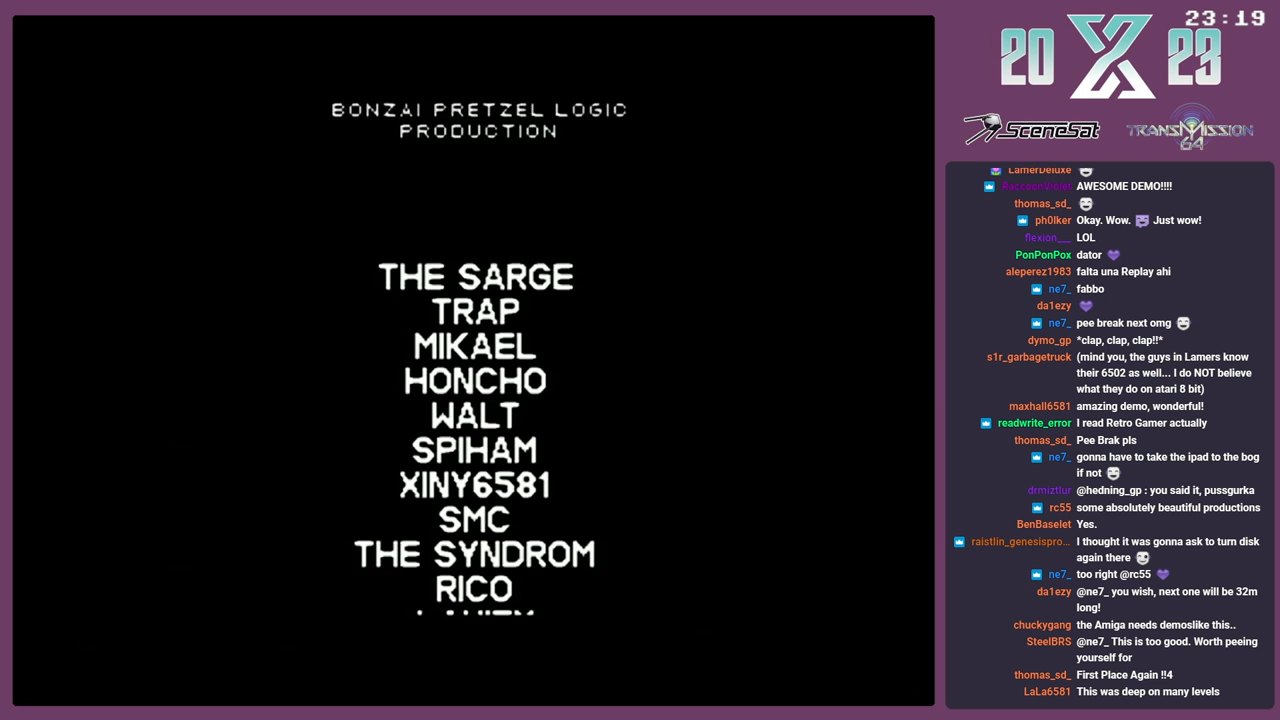 BONZAI PRETZEL LOGIC
PRODUCTION
THE SARGE
TRAP
MIKAEL
HONCHO
WALT
SPIHAM
XINY6581
SMC
THE SYNDROM
RICO
23:19
20 X 23
SCENESAT
TRANSMISSION
64
LamerDeluxe
RaccoonViolet AWESOME DEMO!!!!
thomas_sd_
ph0lker Okay. Wow. Just wow!
flexion___ LOL
PonPonPox dator
aleperez1983 falta una Replay ahi
ne7_ fabbo
da1ezy
ne7_ pee break next omg
dymo_gp *clap, clap, clap!!*
s1r_garbagetruck (mind you, the guys in Lamers know
their 6502 as well... I do NOT believe
what they do on atari 8 bit)
maxhall6581 amazing demo, wonderful!
readwrite_error I read Retro Gamer actually
thomas_sd_ Pee Brak pls
ne7_ gonna have to take the ipad to the bog
if not
drmiztlur @hedning_gp : you said it, pussgurka
rc55 some absolutely beautiful productions
BenBaselet Yes.
raistlin_genesispro... I thought it was gonna ask to turn disk
again there
ne7_ too right @rc55
da1ezy @ne7_ you wish, next one will be 32m
long!
chuckygang the Amiga needs demoslike this..
SteelBRS @ne7_ This is too good. Worth peeing
yourself for
thomas_sd_ First Place Again !!4
LaLa6581 This was deep on many levels